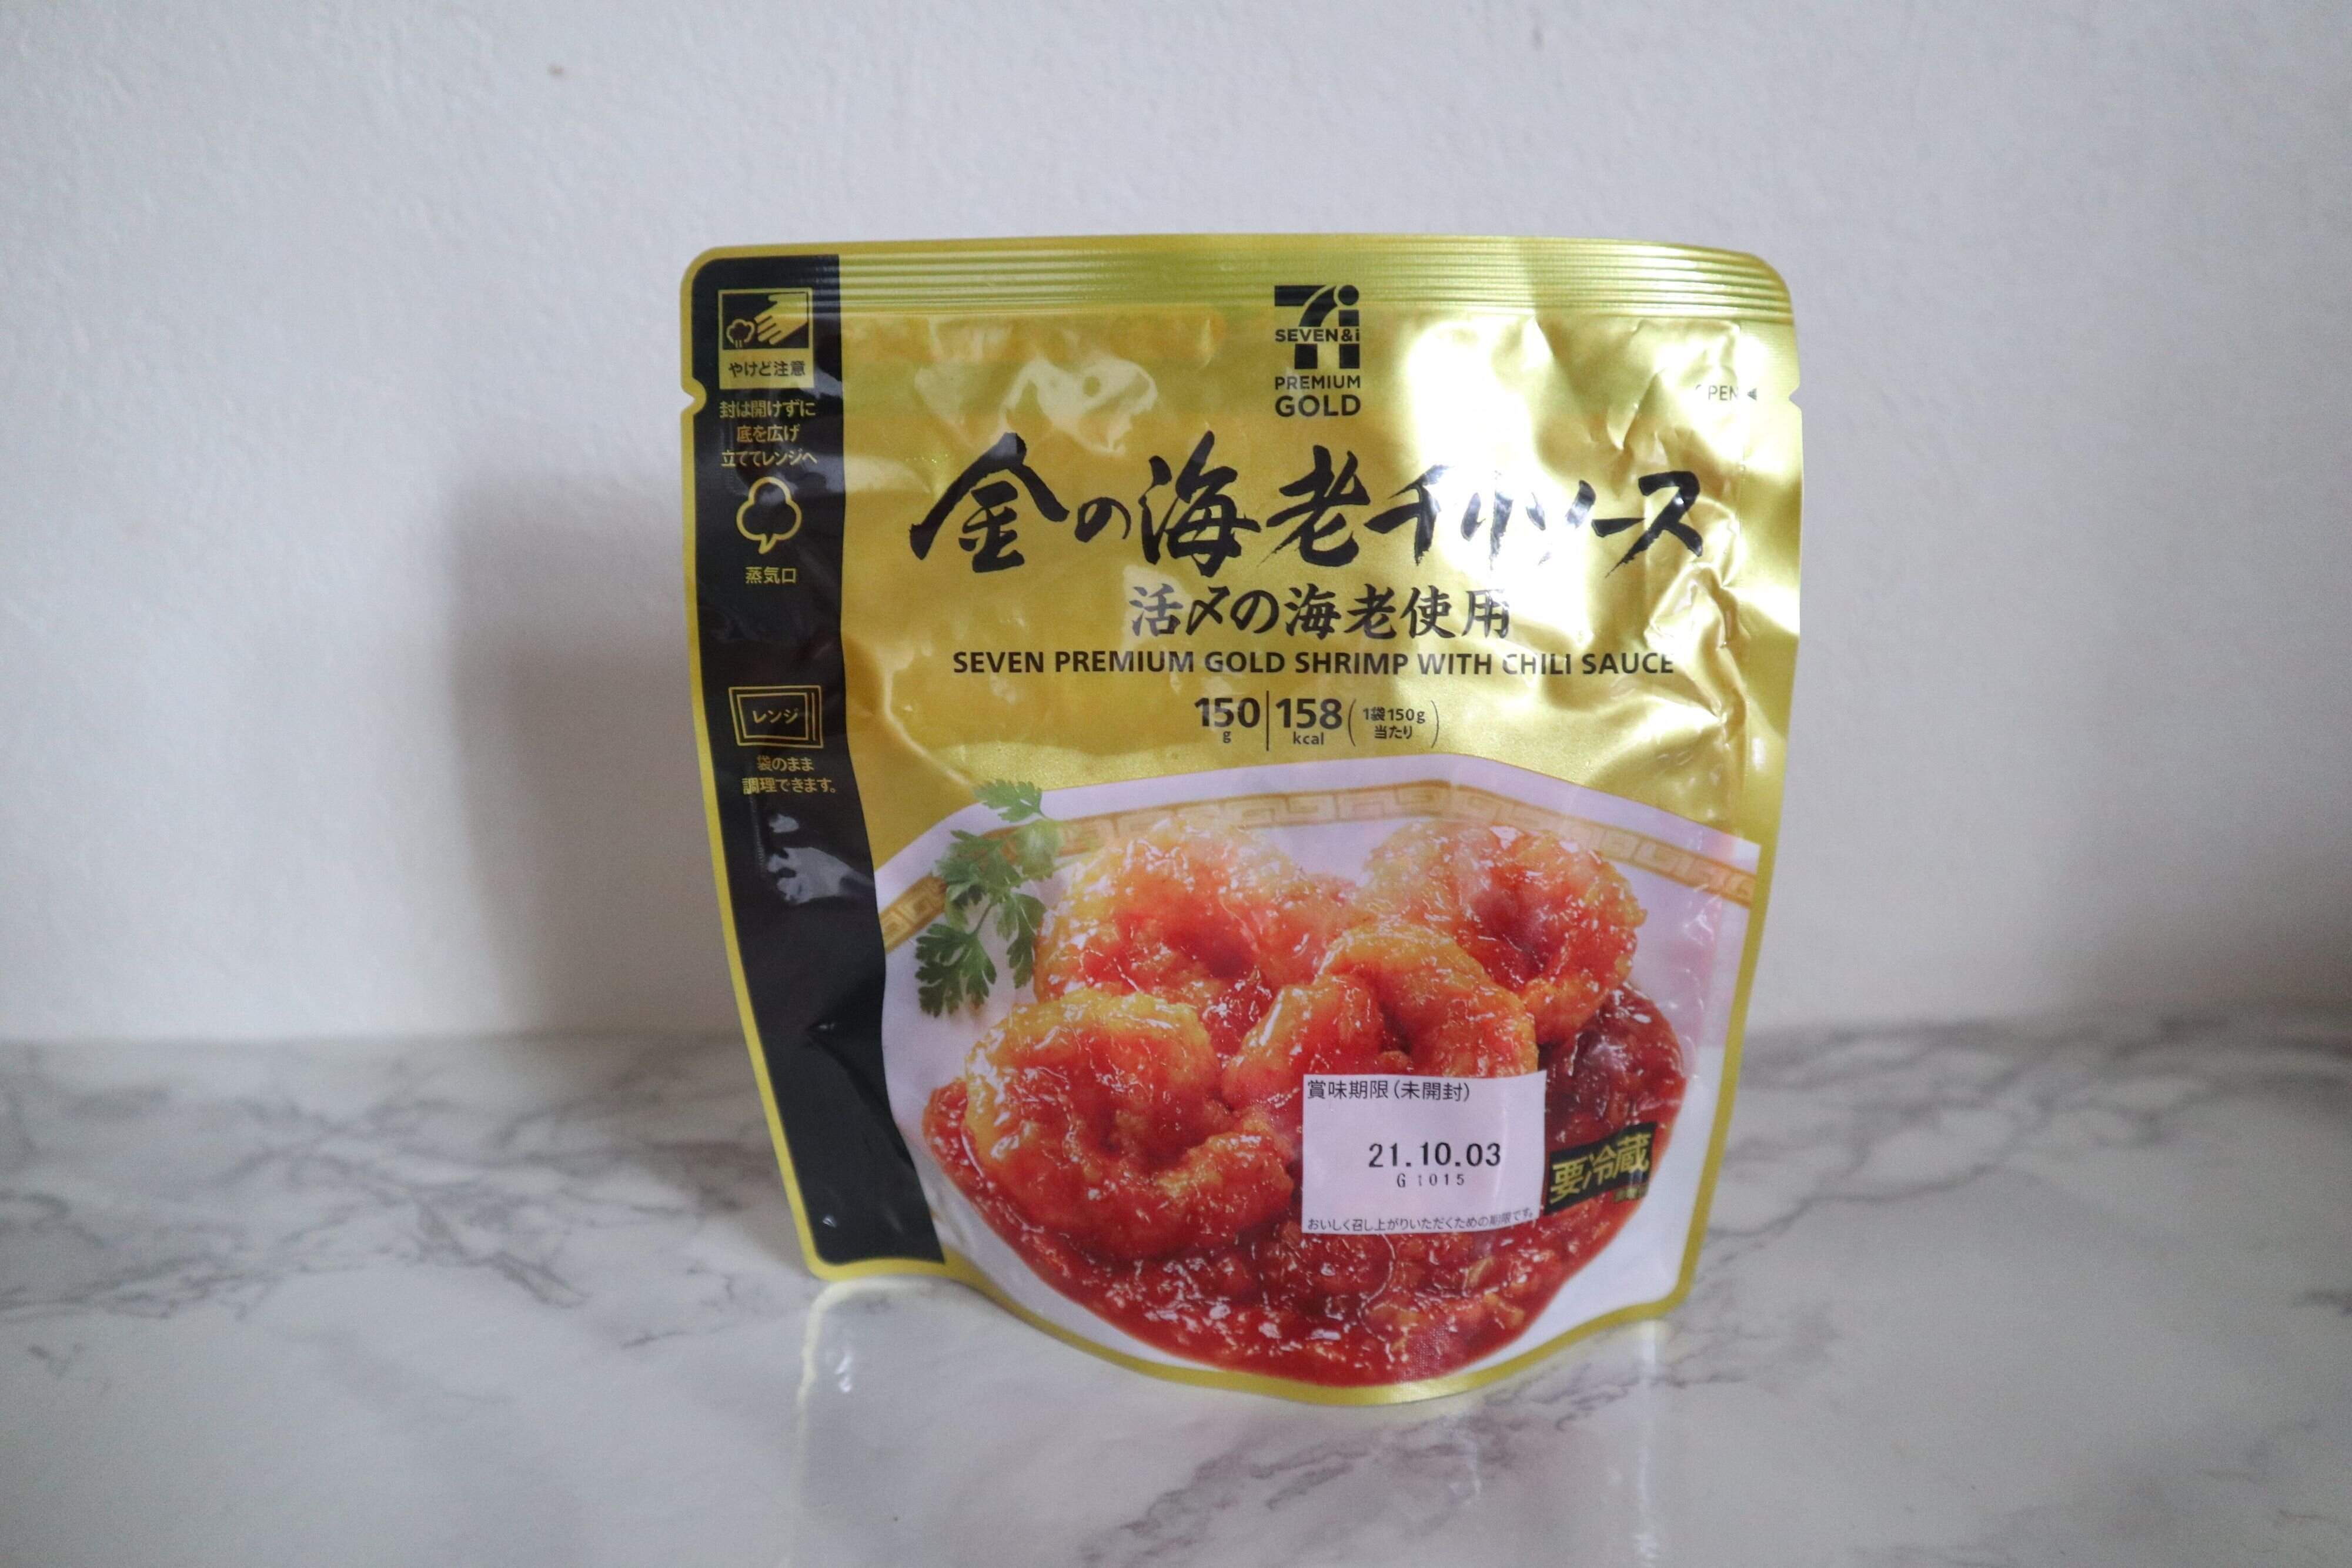 やけど注意
封は開けずに
底を広げ
立ててレンジへ
蒸気口
レンジ
袋のまま
調理できます。
SEVEN&i
PREMIUM
GOLD
金の海老チリソース
活〆の海老使用
SEVEN PREMIUM GOLD SHRIMP WITH CHILI SAUCE
150g 158kcal (1袋150g当たり)
賞味期限(未開封)
21.10.03
G1015
おいしく召し上がりいただくための期限です。
要冷蔵